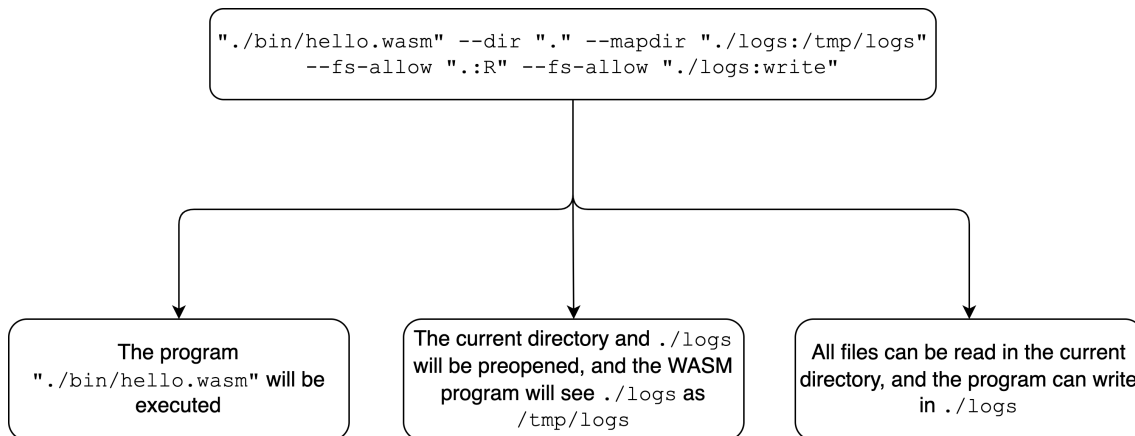 "./bin/hello.wasm" --dir "." --mapdir "./logs:/tmp/logs"
--fs-allow ".:R" --fs-allow "./logs:write"
The program
"./bin/hello.wasm" will be
executed
The current directory and ./logs
will be preopened, and the WASM
program will see ./logs as
/tmp/logs
All files can be read in the current
directory, and the program can write
in ./logs